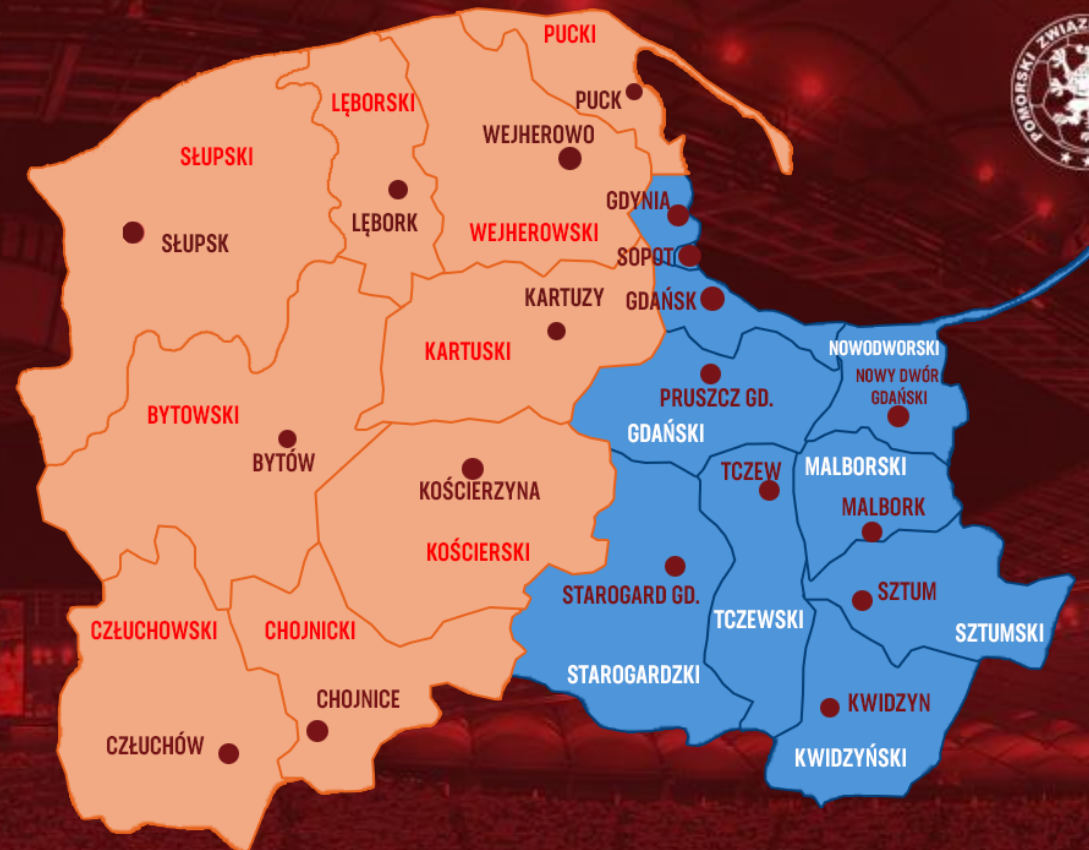 PUCKI
POMORSKI ZWIĄZ
LĘBORSKI
PUCK
WEJHEROWO
SŁUPSKI
GDYNIA
LĘBORK
WEJHEROWSKI
SŁUPSK
SOPOT
KARTUZY
GDAŃSK
KARTUSKI
NOWODWORSKI
NOWY DWÓR
GDAŃSKI
PRUSZCZ GD.
BYTOWSKI
GDAŃSKI
BYTÓW
TCZEW
MALBORSKI
KOŚCIERZYNA
MALBORK
KOŚCIERSKI
STAROGARD GD.
SZTUM
TCZEWSKI
CZŁUCHOWSKI
CHOJNICKI
SZTUMSKI
STAROGARDZKI
CHOJNICE
KWIDZYN
CZŁUCHÓW
KWIDZYŃSKI